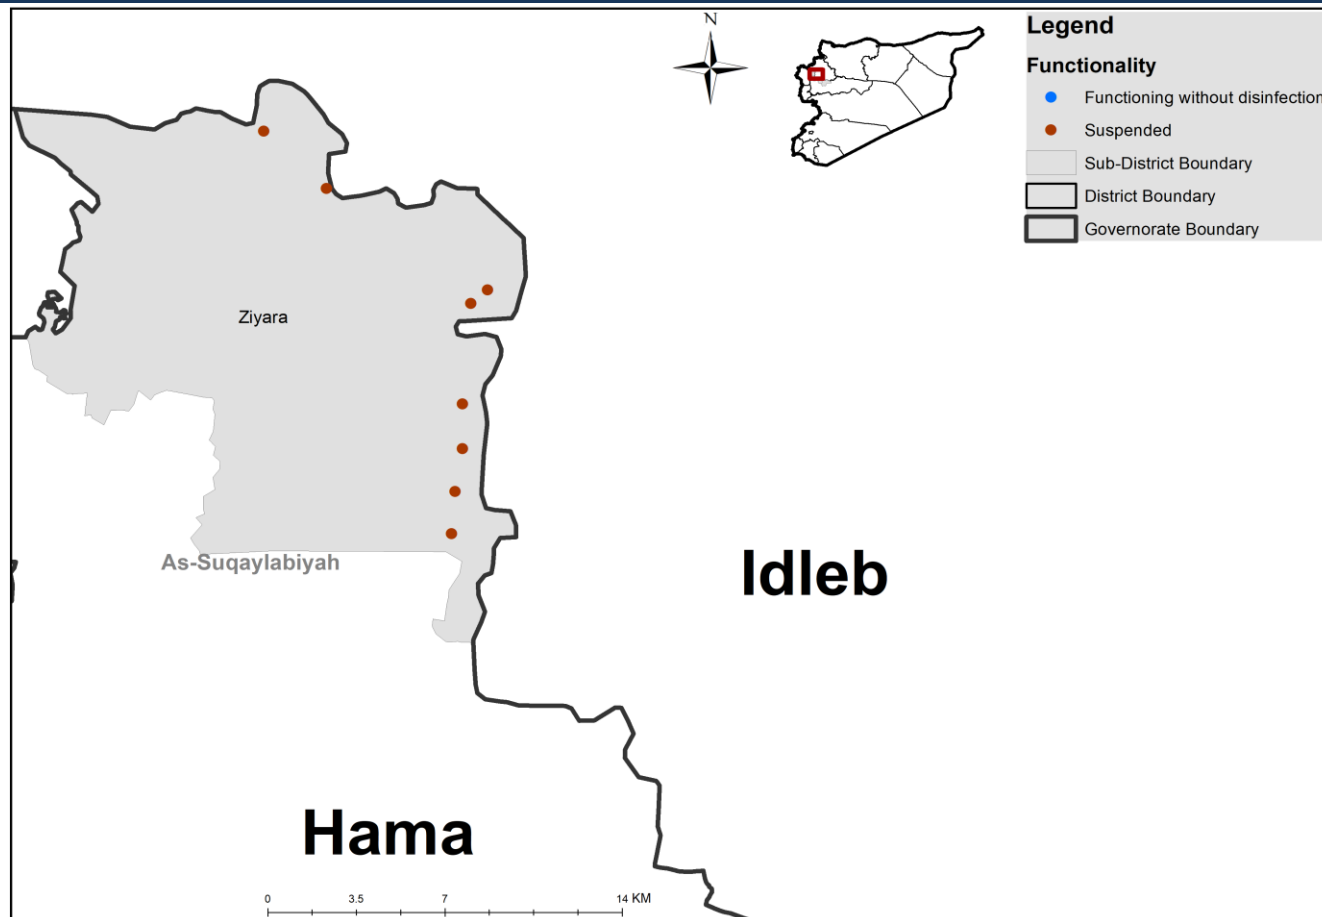 N
Legend
Functionality
Functioning without disinfection
Suspended
Sub-District Boundary
District Boundary
Governorate Boundary
Ziyara
As-Suqaylabiyah
Idleb
Hama
0 3.5 7 14 KM